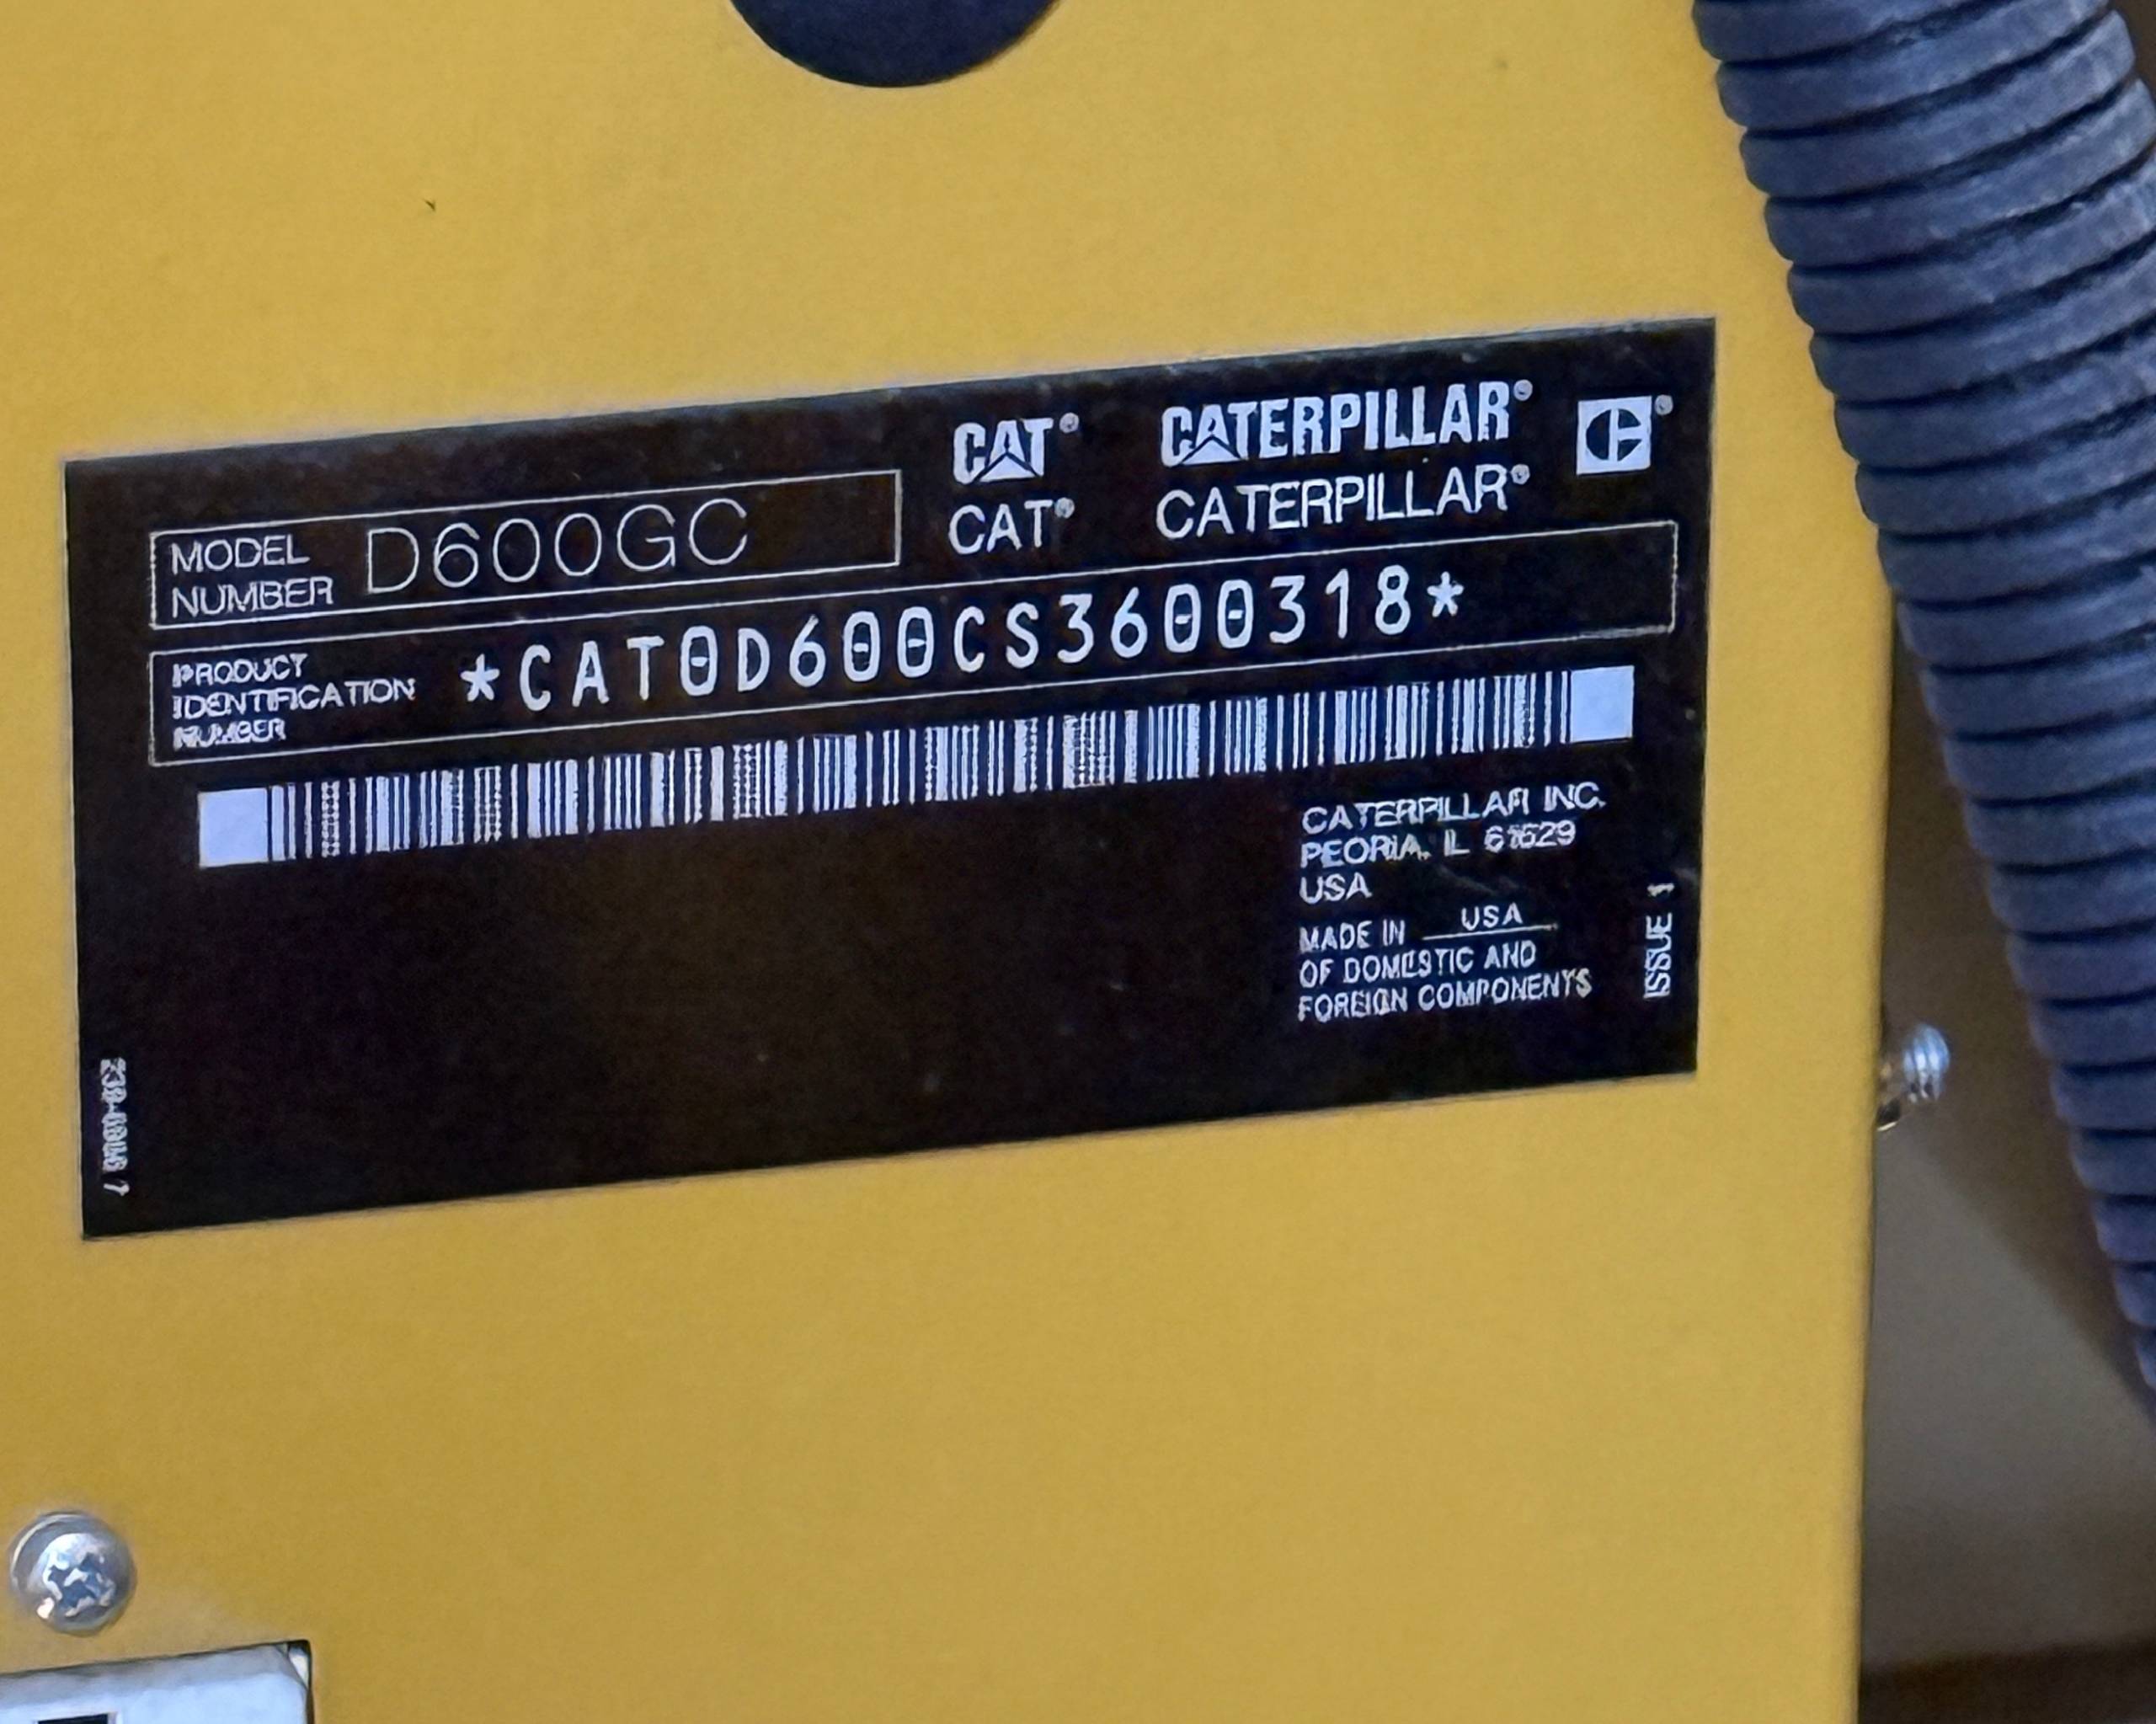 CAT® CATERPILLAR®
CAT® CATERPILLAR®
MODEL NUMBER D600GC
PRODUCT IDENTIFICATION NUMBER *CAT0D600CS3600318*
CATERPILLAR INC.
PEORIA, IL 61629
USA
MADE IN USA
OF DOMESTIC AND
FOREIGN COMPONENTS
ISSUE 1